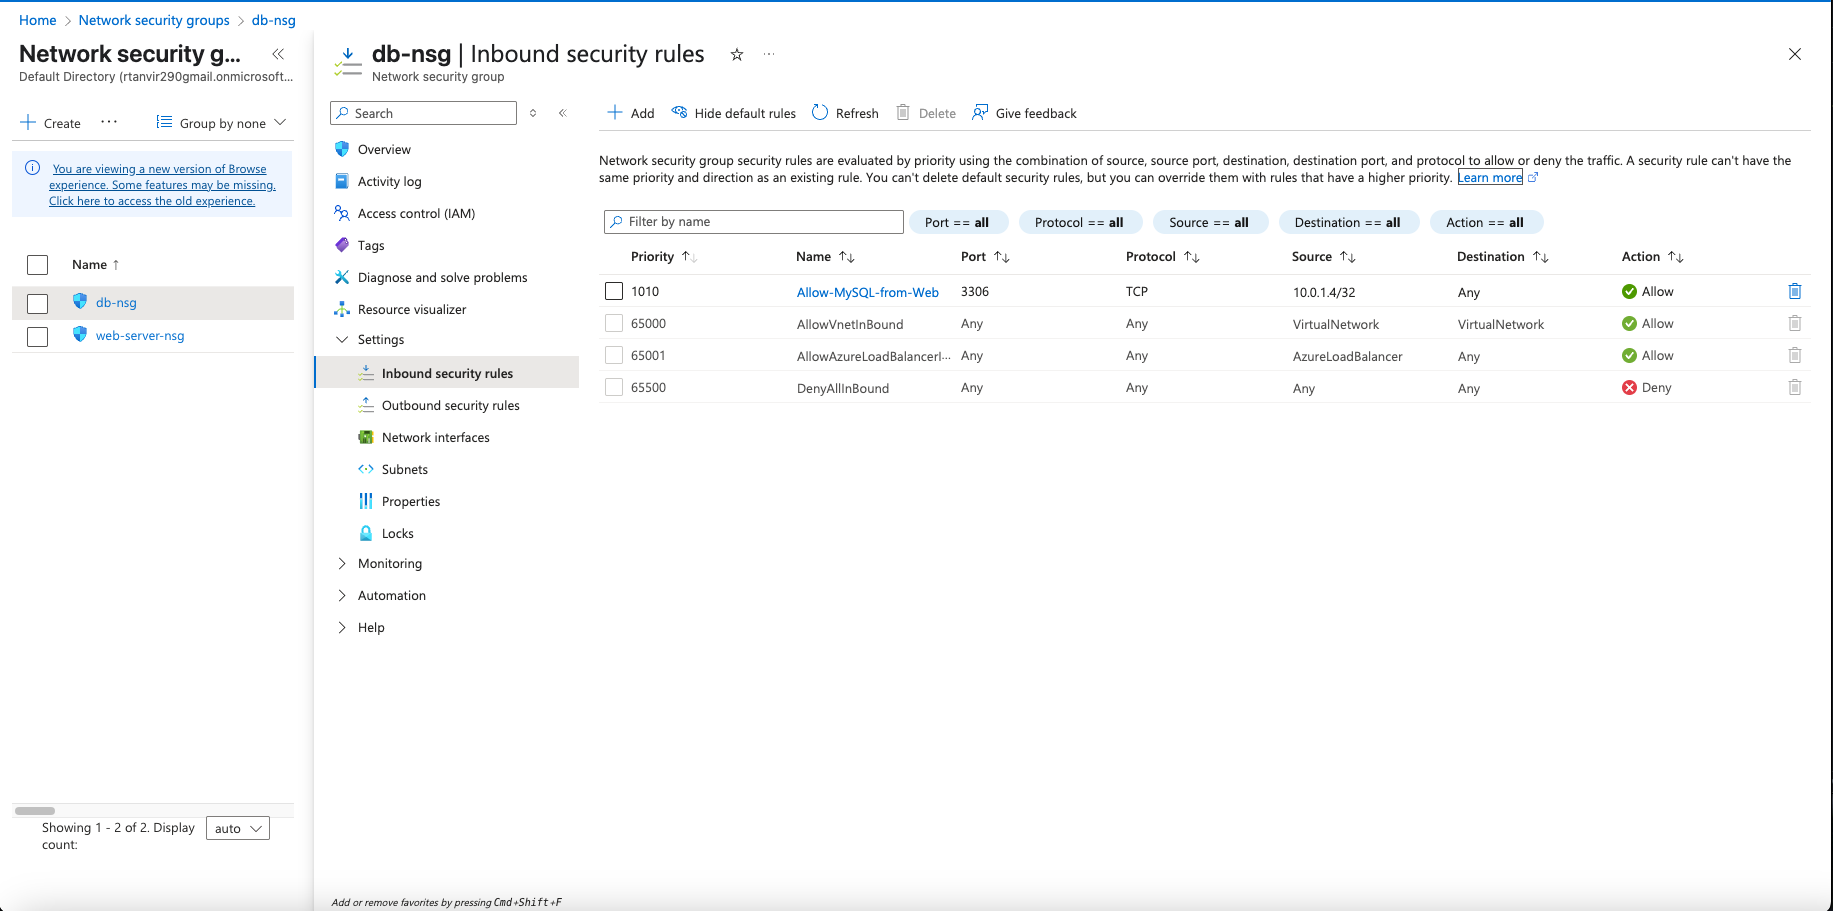 Home > Network security groups > db-nsg
Network security g... «
Default Directory (rtanvir290gmail.onmicrosoft...
+ Create ··· Group by none
You are viewing a new version of Browse
experience. Some features may be missing.
Click here to access the old experience.
Name ↑
db-nsg
web-server-nsg
Showing 1 - 2 of 2. Display
count:
auto
db-nsg | Inbound security rules ☆ ···
Network security group
Search
«
Overview
Activity log
Access control (IAM)
Tags
Diagnose and solve problems
Resource visualizer
Settings
Inbound security rules
Outbound security rules
Network interfaces
Subnets
Properties
Locks
Monitoring
Automation
Help
Add or remove favorites by pressing Cmd+Shift+F
+ Add Hide default rules Refresh Delete Give feedback
Network security group security rules are evaluated by priority using the combination of source, source port, destination, destination port, and protocol to allow or deny the traffic. A security rule can't have the
same priority and direction as an existing rule. You can't delete default security rules, but you can override them with rules that have a higher priority. Learn more
Filter by name Port == all Protocol == all Source == all Destination == all Action == all
Priority ↑↓ Name ↑↓ Port ↑↓ Protocol ↑↓ Source ↑↓ Destination ↑↓ Action ↑↓
1010 Allow-MySQL-from-Web 3306 TCP 10.0.1.4/32 Any Allow
65000 AllowVnetInBound Any Any VirtualNetwork VirtualNetwork Allow
65001 AllowAzureLoadBalancerI··· Any Any AzureLoadBalancer Any Allow
65500 DenyAllInBound Any Any Any Any Deny